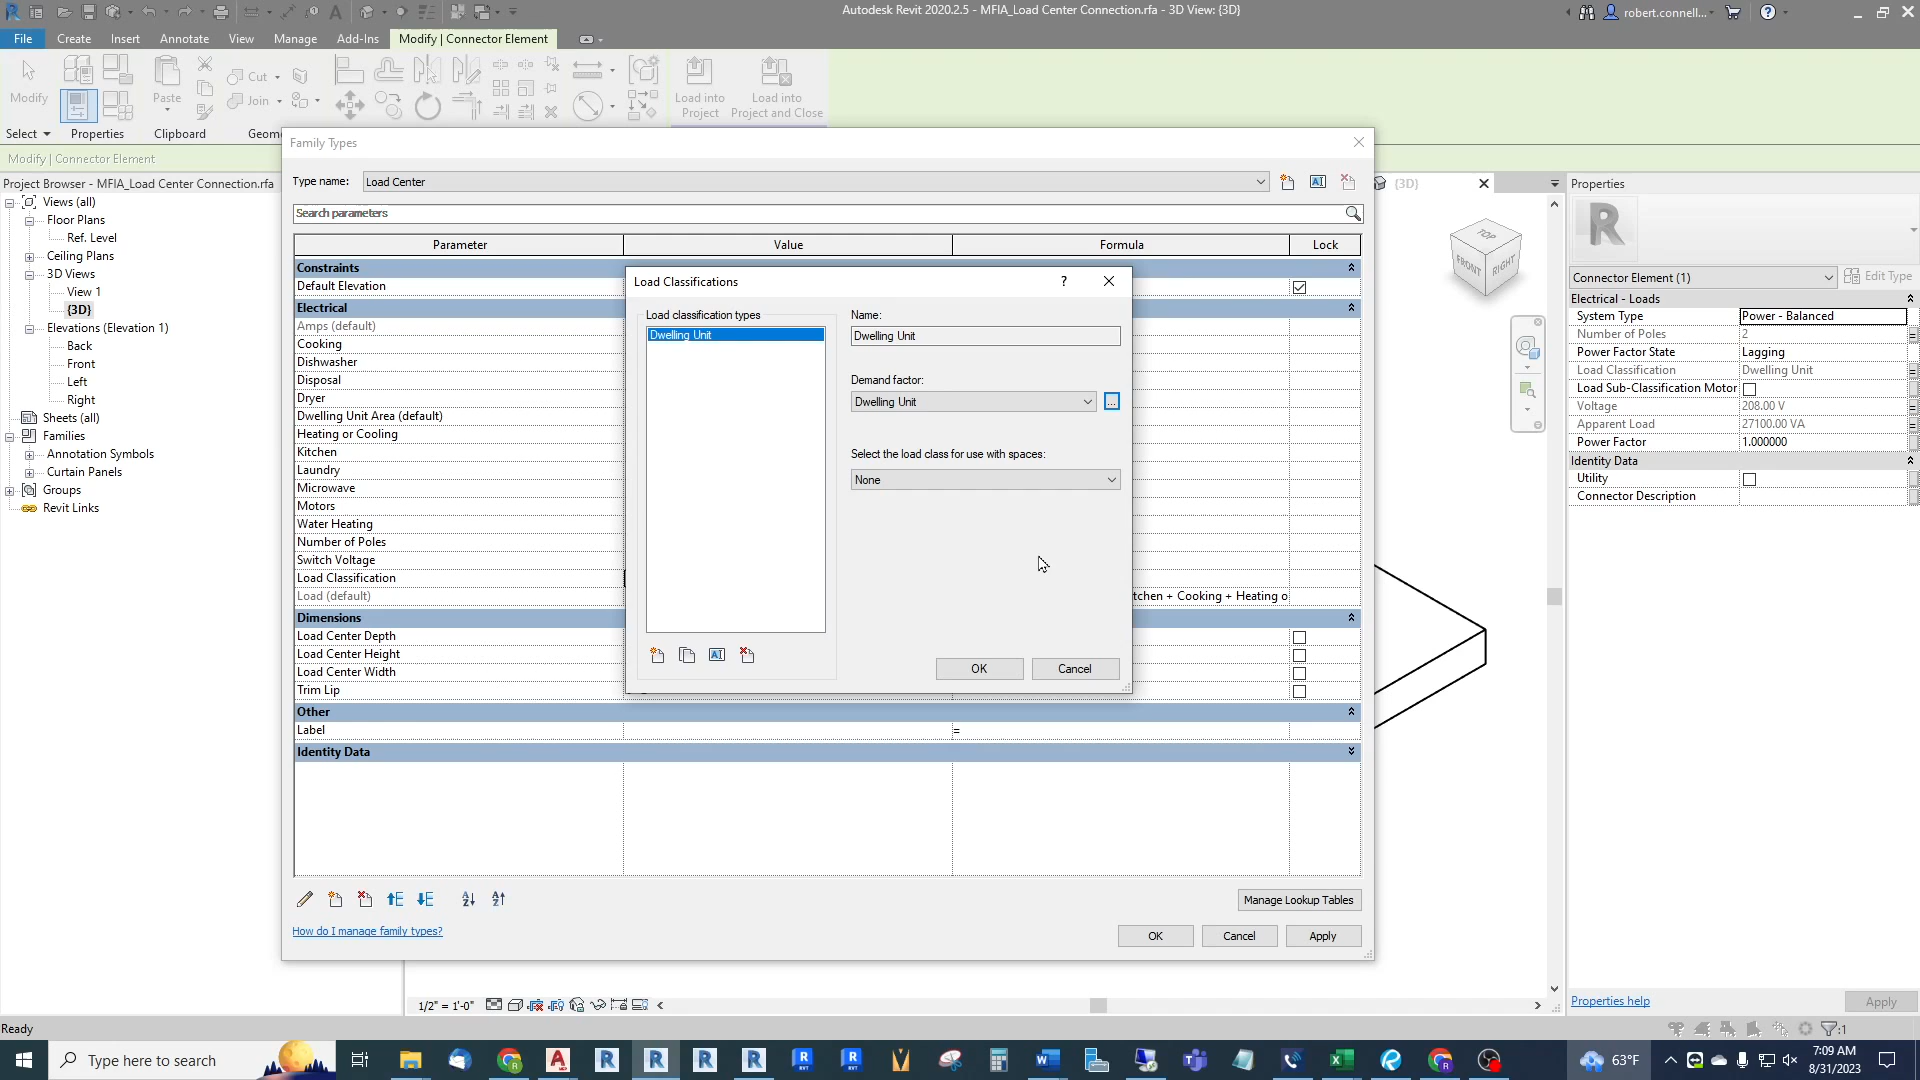 Autodesk Revit 2020.2.5 - MFIA_Load Center Connection.rfa - 3D View: {3D}
robert.connell...
File Create Insert Annotate View Manage Add-Ins Modify | Connector Element
Modify
Paste
Cut
Join
Load into Project
Load into Project and Close
Select Properties Clipboard Geom
Modify | Connector Element
Project Browser - MFIA_Load Center Connection.rfa
Views (all)
Floor Plans
Ref. Level
Ceiling Plans
3D Views
View 1
{3D}
Elevations (Elevation 1)
Back
Front
Left
Right
Sheets (all)
Families
Annotation Symbols
Curtain Panels
Groups
Revit Links
Family Types
Type name: Load Center
Search parameters
Parameter Value Formula Lock
Constraints
Default Elevation
Electrical
Amps (default)
Cooking
Dishwasher
Disposal
Dryer
Dwelling Unit Area (default)
Heating or Cooling
Kitchen
Laundry
Microwave
Motors
Water Heating
Number of Poles
Switch Voltage
Load Classification
Load (default) tchen + Cooking + Heating o
Dimensions
Load Center Depth
Load Center Height
Load Center Width
Trim Lip
Other
Label =
Identity Data
Manage Lookup Tables
How do I manage family types?
OK Cancel Apply
Load Classifications ?
Load classification types
Dwelling Unit
Name:
Dwelling Unit
Demand factor:
Dwelling Unit ...
Select the load class for use with spaces:
None
OK Cancel
{3D}
TOP
FRONT RIGHT
Properties
Connector Element (1) Edit Type
Electrical - Loads
System Type Power - Balanced
Number of Poles 2
Power Factor State Lagging
Load Classification Dwelling Unit
Load Sub-Classification Motor
Voltage 208.00 V
Apparent Load 27100.00 VA
Power Factor 1.000000
Identity Data
Utility
Connector Description
Properties help Apply
1/2" = 1'-0"
Ready
:1
Type here to search
63°F
7:09 AM
8/31/2023